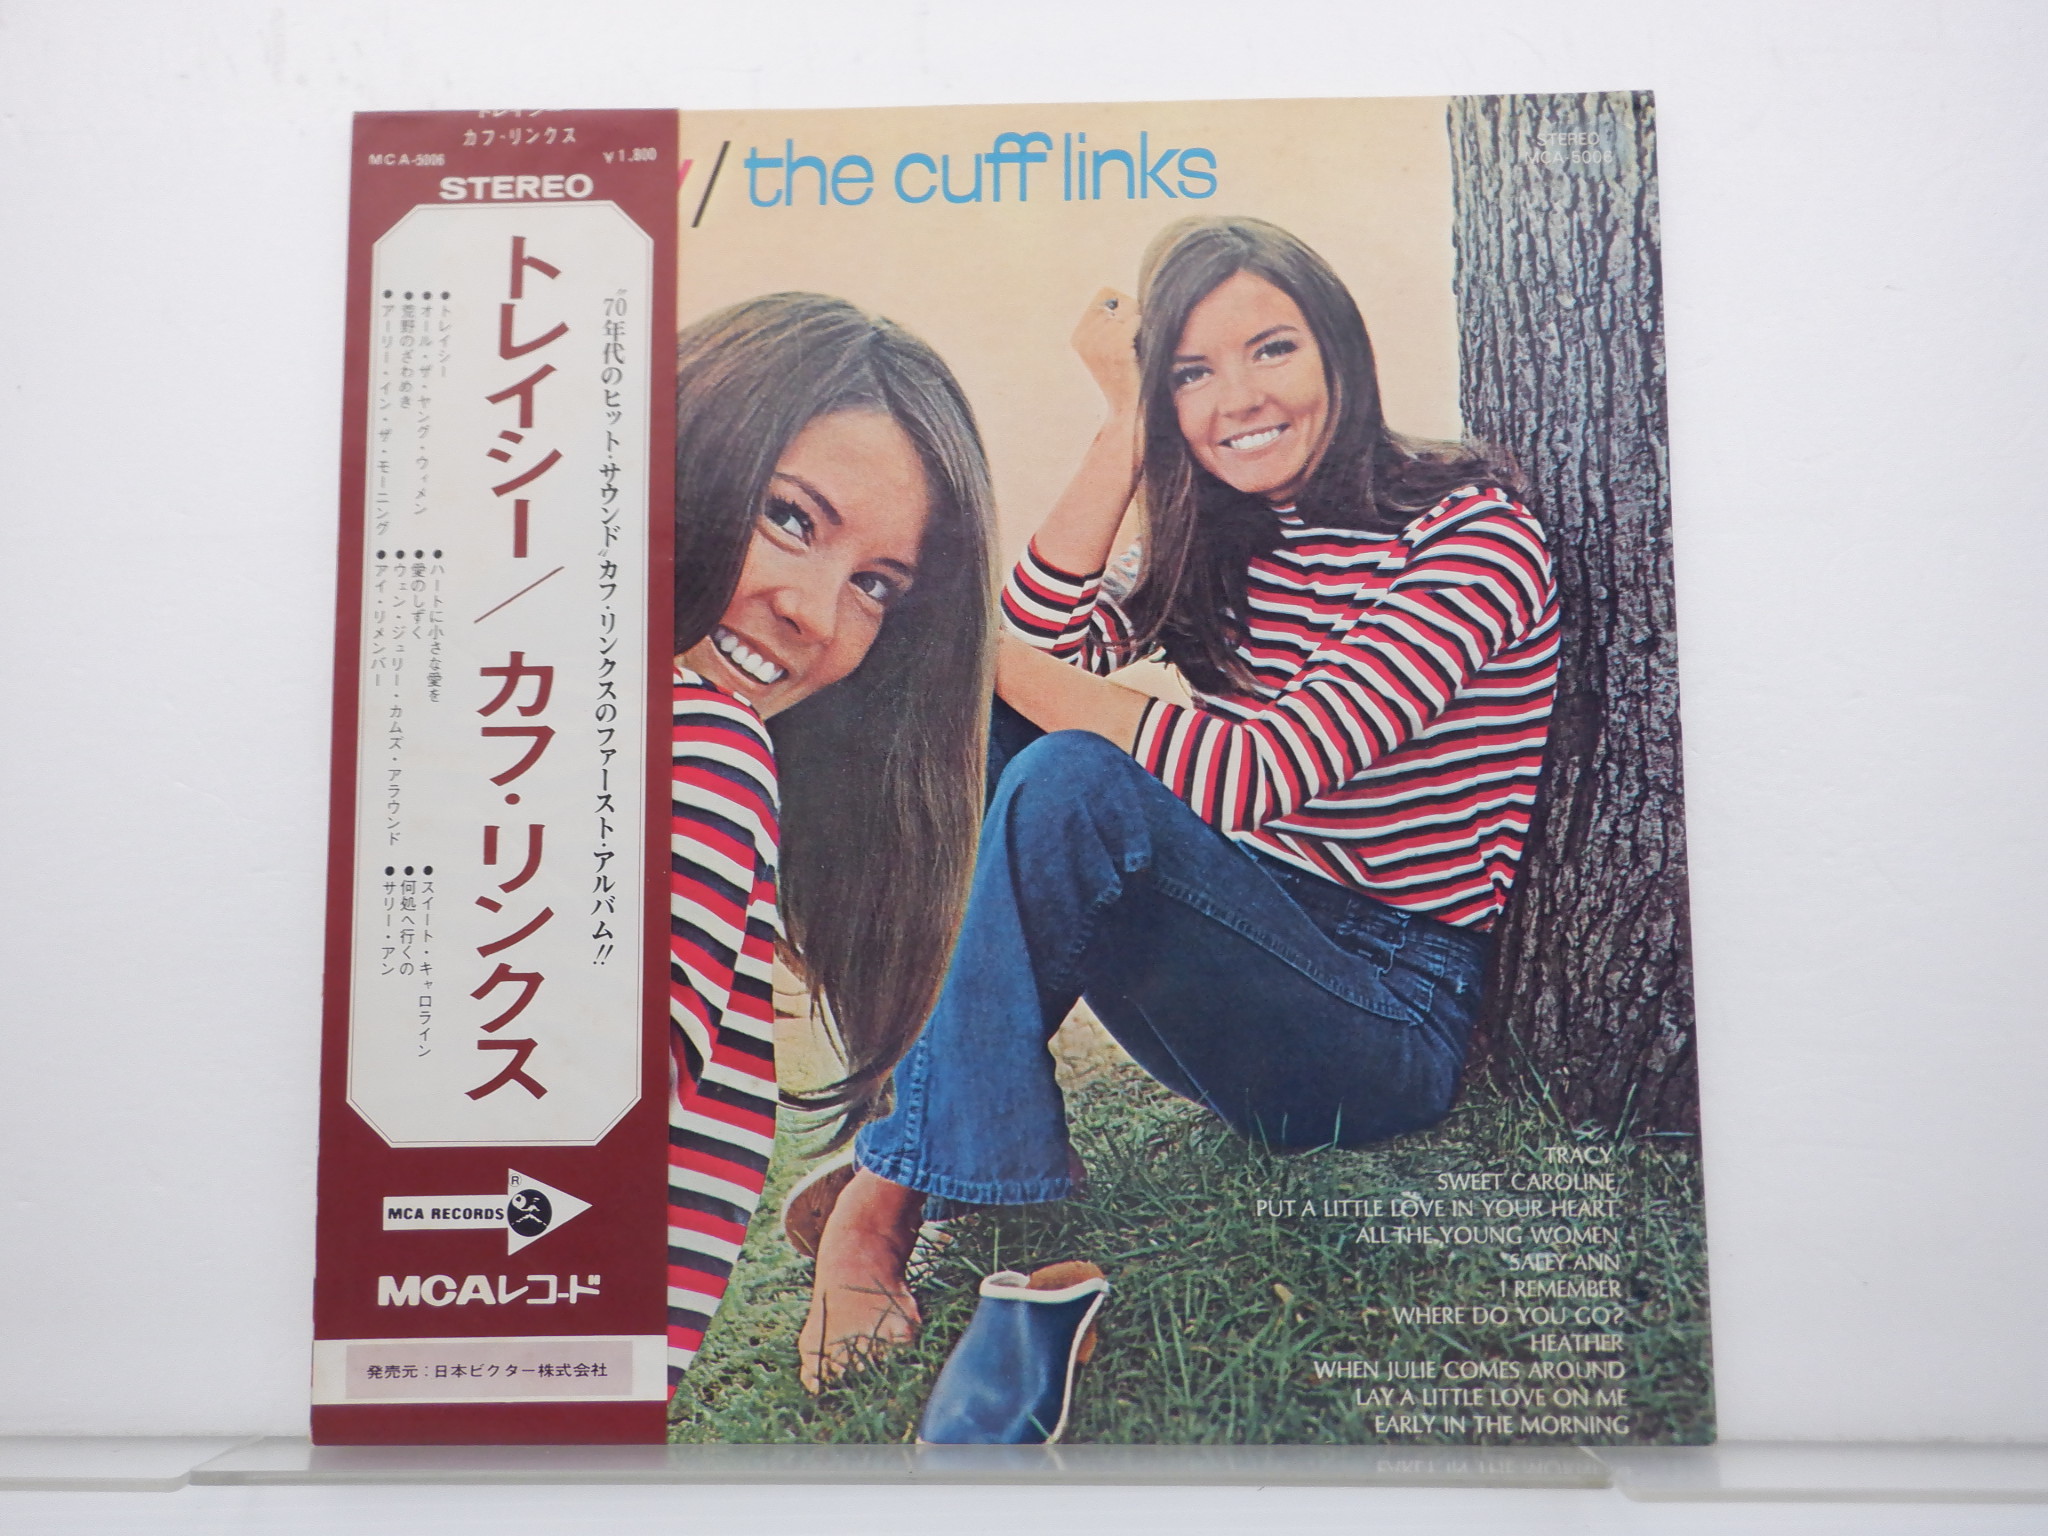 トレイシー
カフ・リンクス
MCA-5006
¥1,800
STEREO
"70年代のヒット・サウンド"カフ・リンクスのファースト・アルバム!!
トレイシー／カフ・リンクス
●トレイシー
●オール・ザ・ヤング・ウィメン
●荒野のざわめき
●アーリー・イン・ザ・モーニング
●ハートに小さな愛を
●愛のしずく
●ウェン・ジュリー・カムズ・アラウンド
●アイ・リメンバー
●スイート・キャロライン
●何処へ行くの
●サリー・アン
MCA RECORDS
R
MCAレコード
発売元：日本ビクター株式会社
y/the cuff links
STEREO
MCA-5006
TRACY
SWEET CAROLINE
PUT A LITTLE LOVE IN YOUR HEART
ALL THE YOUNG WOMEN
SALLY ANN
I REMEMBER
WHERE DO YOU GO?
HEATHER
WHEN JULIE COMES AROUND
LAY A LITTLE LOVE ON ME
EARLY IN THE MORNING